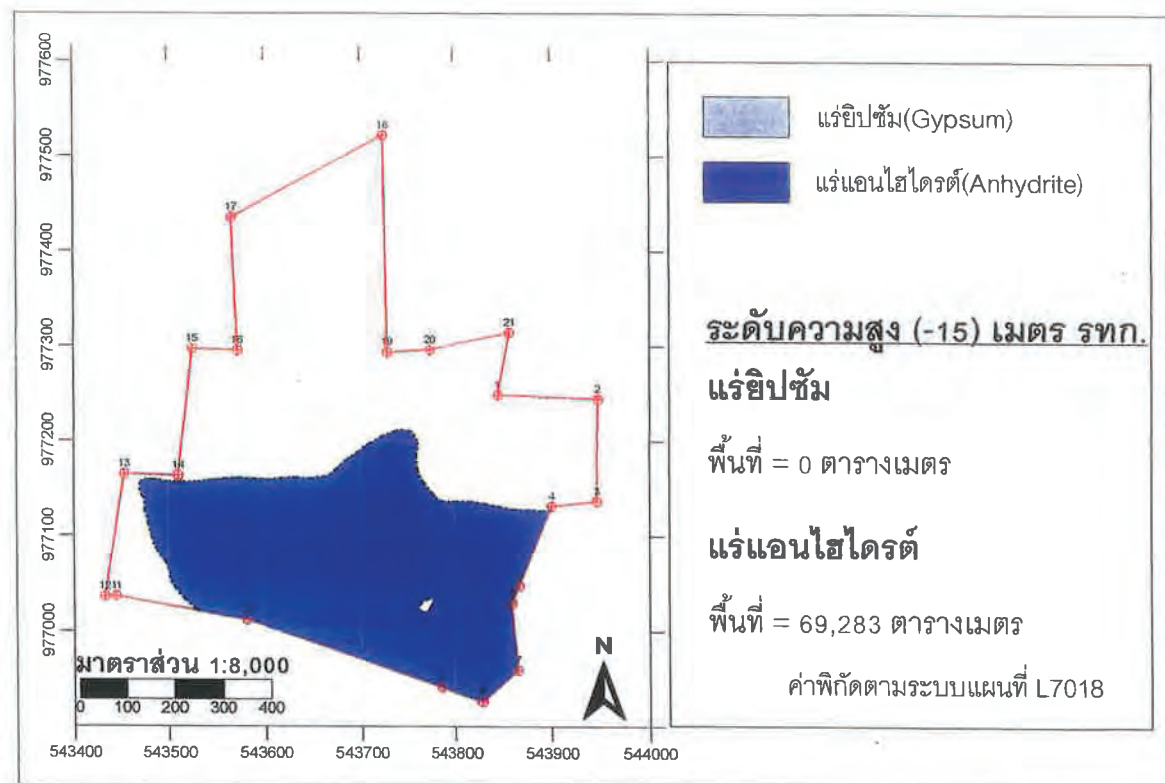 977600
977500
977400
977300
977200
977100
977000
16
17
15
16
19
20
21
1
2
13
14
4
12 11
N
มาตราส่วน 1:8,000
0 100 200 300 400
543400 543500 543600 543700 543800 543900 544000
แร่ยิปซัม(Gypsum)
แร่แอนไฮไดรต์(Anhydrite)
ระดับความสูง (-15) เมตร รทก.
แร่ยิปซัม
พื้นที่ = 0 ตารางเมตร
แร่แอนไฮไดรต์
พื้นที่ = 69,283 ตารางเมตร
ค่าพิกัดตามระบบแผนที่ L7018